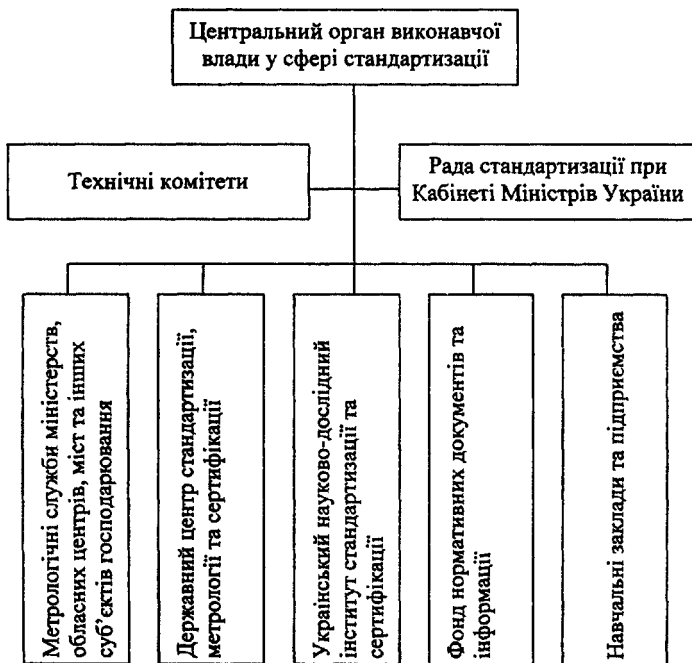 Центральний орган виконавчої
влади у сфері стандартизації
Технічні комітети
Рада стандартизації при
Кабінеті Міністрів України
Метрологічні служби міністерств,
обласних центрів, міст та інших
суб’єктів господарювання
Державний центр стандартизації,
метрології та сертифікації
Український науково-дослідний
інститут стандартизації та
сертифікації
Фонд нормативних документів та
інформації
Навчальні заклади та підприємства